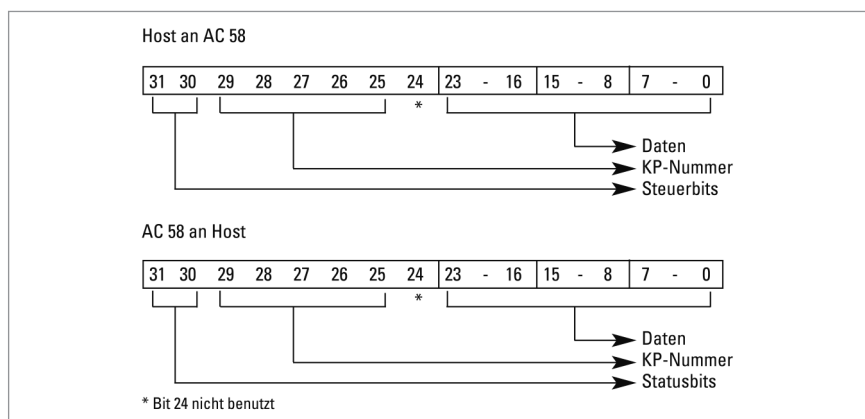 Host an AC 58
31 30 29 28 27 26 25 24 23 - 16 15 - 8 7 - 0
*
Daten
KP-Nummer
Steuerbits
AC 58 an Host
31 30 29 28 27 26 25 24 23 - 16 15 - 8 7 - 0
*
Daten
KP-Nummer
Statusbits
* Bit 24 nicht benutzt